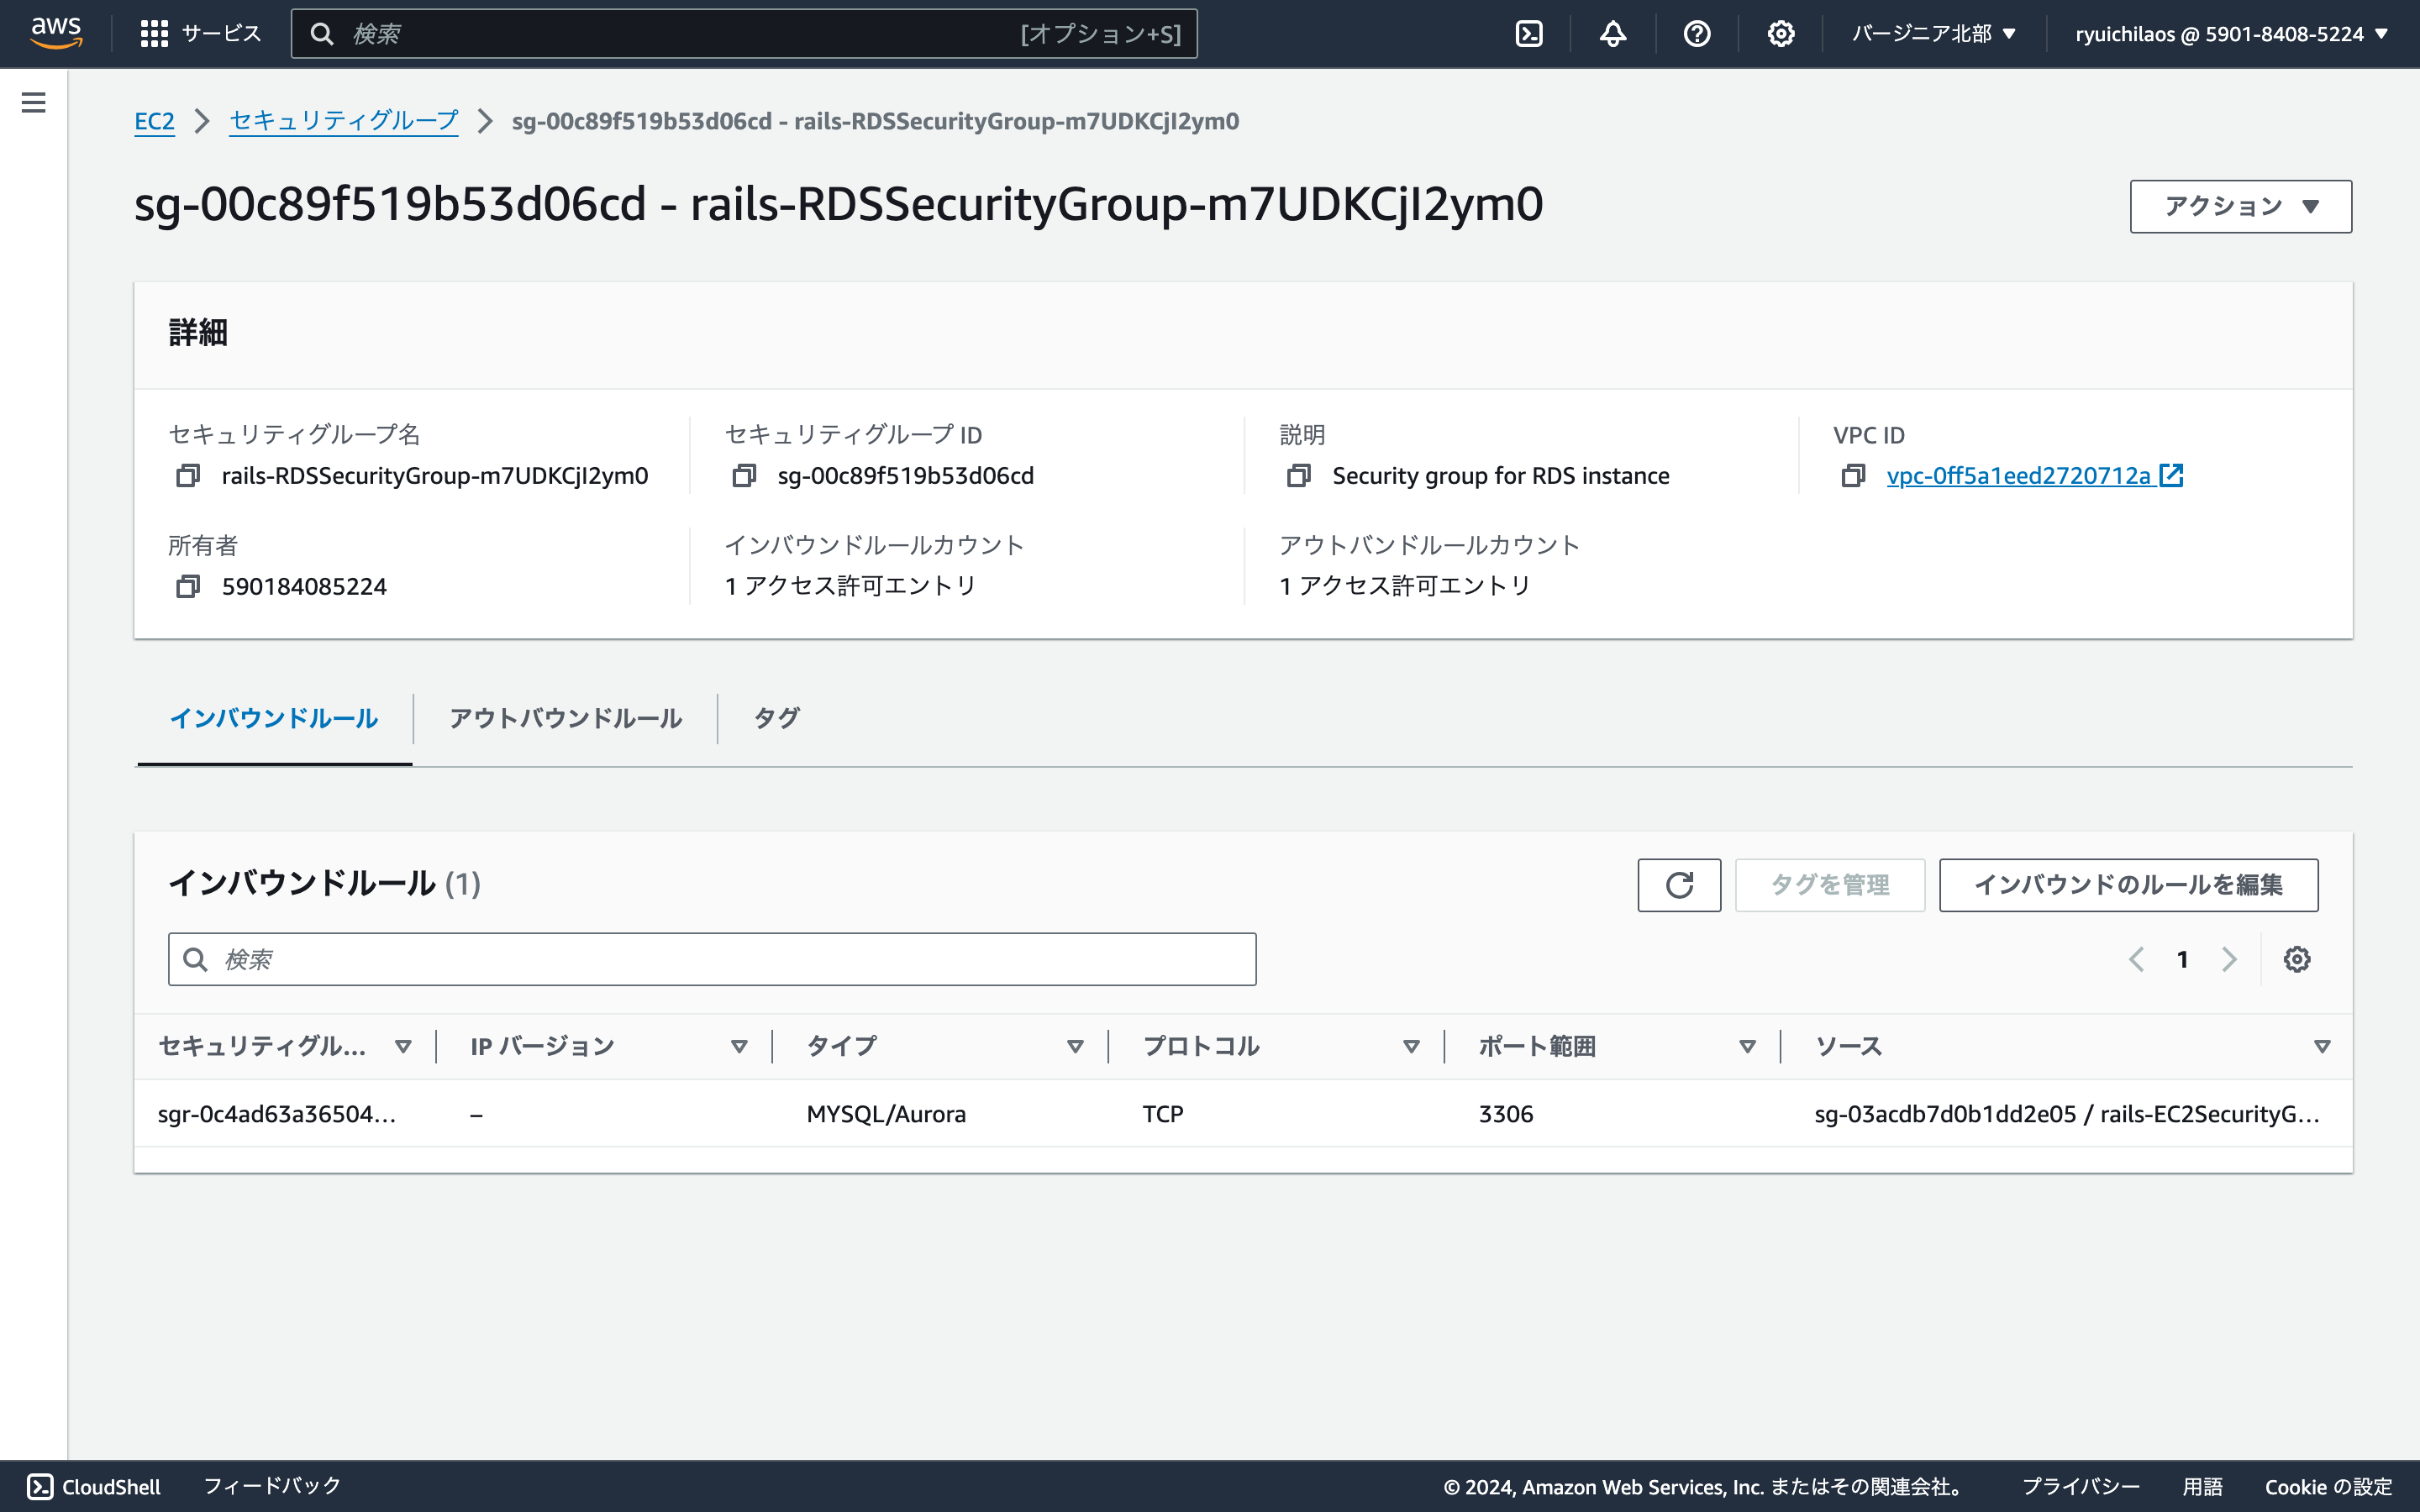 aws サービス 検索 [オプション+S] バージニア北部 ▼ ryuichilaos @ 5901-8408-5224 ▼
EC2 > セキュリティグループ > sg-00c89f519b53d06cd - rails-RDSSecurityGroup-m7UDKCjI2ym0
sg-00c89f519b53d06cd - rails-RDSSecurityGroup-m7UDKCjI2ym0
アクション ▼
詳細
セキュリティグループ名 セキュリティグループ ID 説明 VPC ID
rails-RDSSecurityGroup-m7UDKCjI2ym0 sg-00c89f519b53d06cd Security group for RDS instance vpc-0ff5a1eed2720712a
所有者 インバウンドルールカウント アウトバンドルールカウント
590184085224 1 アクセス許可エントリ 1 アクセス許可エントリ
インバウンドルール アウトバウンドルール タグ
インバウンドルール (1) タグを管理 インバウンドのルールを編集
検索 1
セキュリティグル... IP バージョン タイプ プロトコル ポート範囲 ソース
sgr-0c4ad63a36504... – MYSQL/Aurora TCP 3306 sg-03acdb7d0b1dd2e05 / rails-EC2SecurityG...
CloudShell フィードバック © 2024, Amazon Web Services, Inc. またはその関連会社。 プライバシー 用語 Cookie の設定